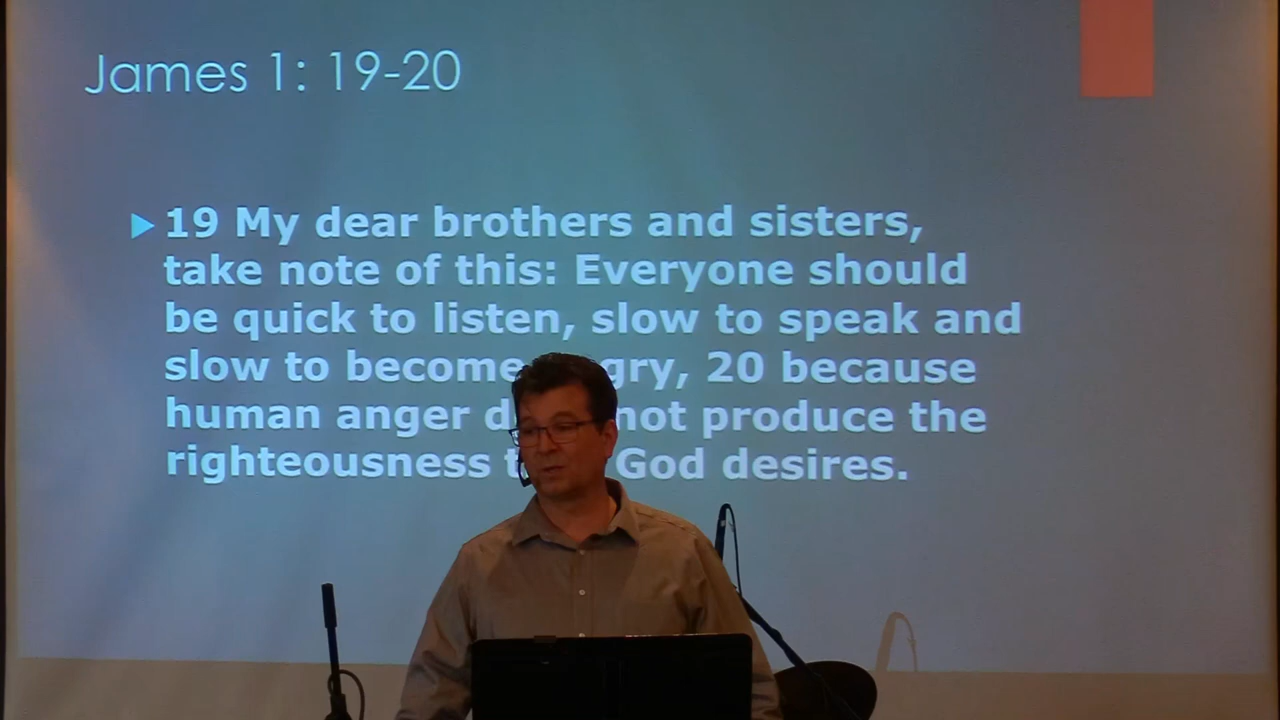 James 1: 19-20
19 My dear brothers and sisters,
take note of this: Everyone should
be quick to listen, slow to speak and
slow to become gry, 20 because
human anger d not produce the
righteousness t God desires.